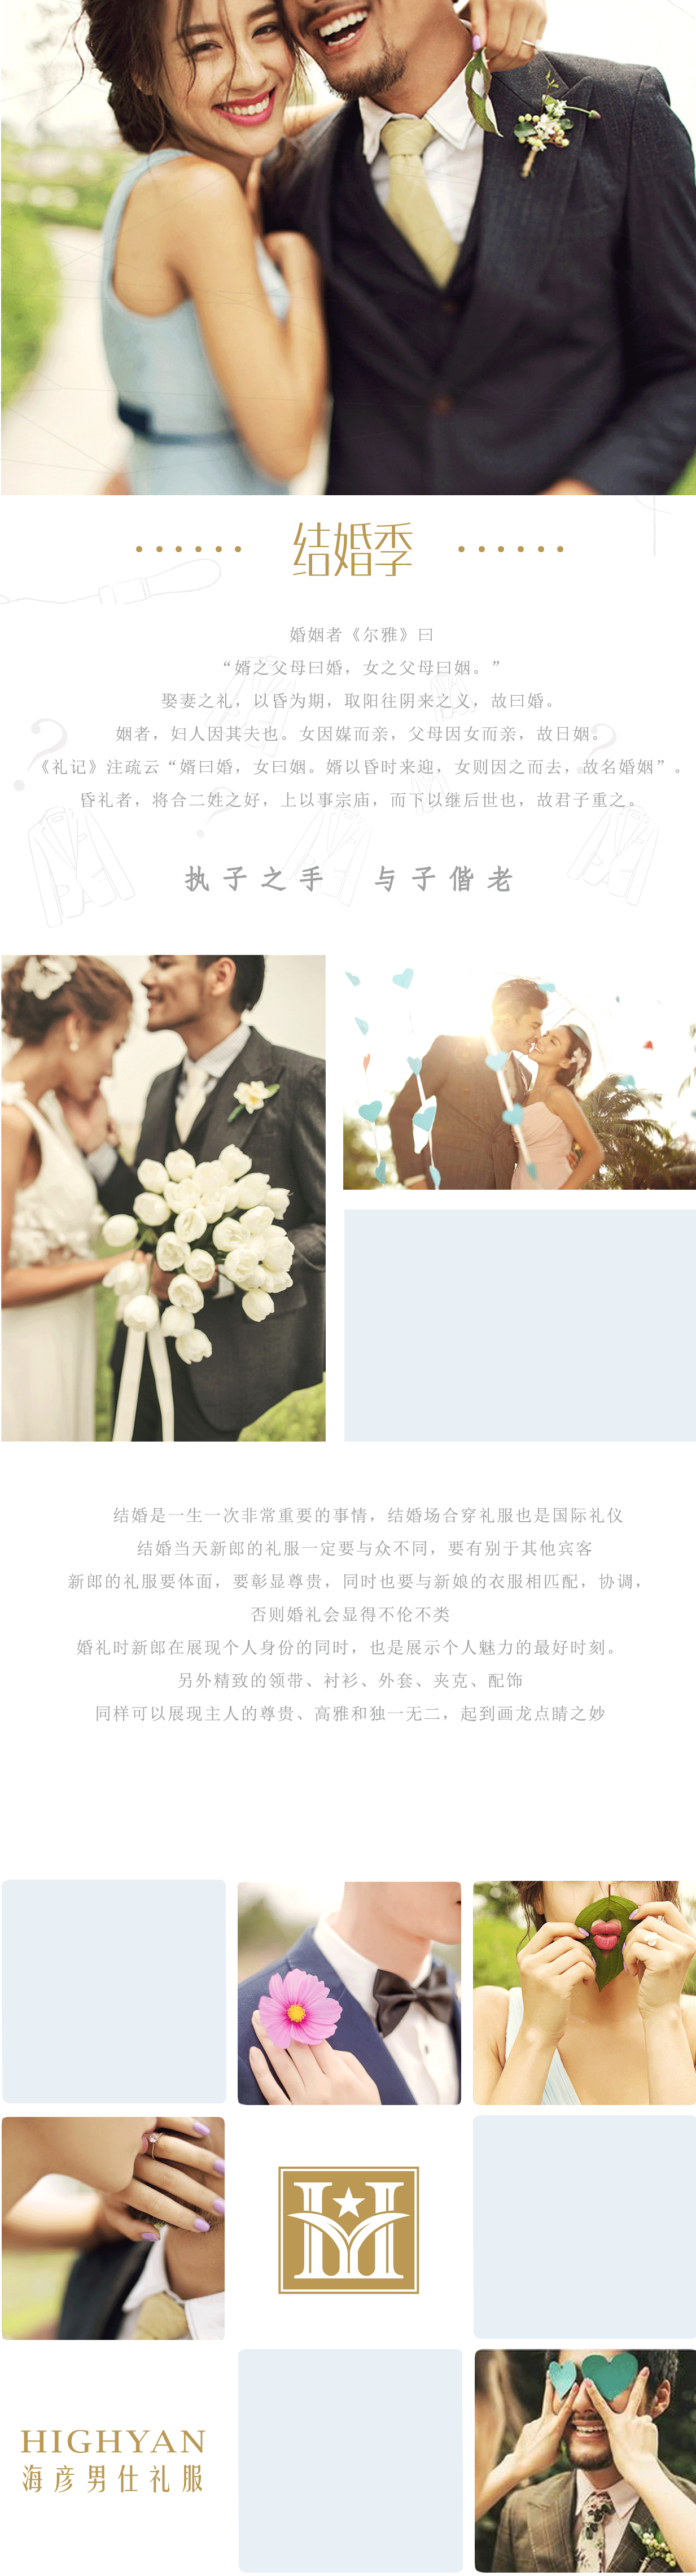 结婚季
婚姻者《尔雅》曰
“婿之父母曰婚，女之父母曰姻。”
娶妻之礼，以昏为期，取阳往阴来之义，故曰婚。
姻者，妇人因其夫也。女因媒而亲，父母因女而亲，故曰姻。
《礼记》注疏云“婿曰婚，女曰姻。婿以昏时来迎，女则因之而去，故名婚姻”。
昏礼者，将合二姓之好，上以事宗庙，而下以继后世也，故君子重之。
执子之手 与子偕老
结婚是一生一次非常重要的事情，结婚场合穿礼服也是国际礼仪
结婚当天新郎的礼服一定要与众不同，要有别于其他宾客
新郎的礼服要体面，要彰显尊贵，同时也要与新娘的衣服相匹配，协调，
否则婚礼会显得不伦不类
婚礼时新郎在展现个人身份的同时，也是展示个人魅力的最好时刻。
另外精致的领带、衬衫、外套、夹克、配饰
同样可以展现主人的尊贵、高雅和独一无二，起到画龙点睛之妙
HIGHYAN
海彦男仕礼服